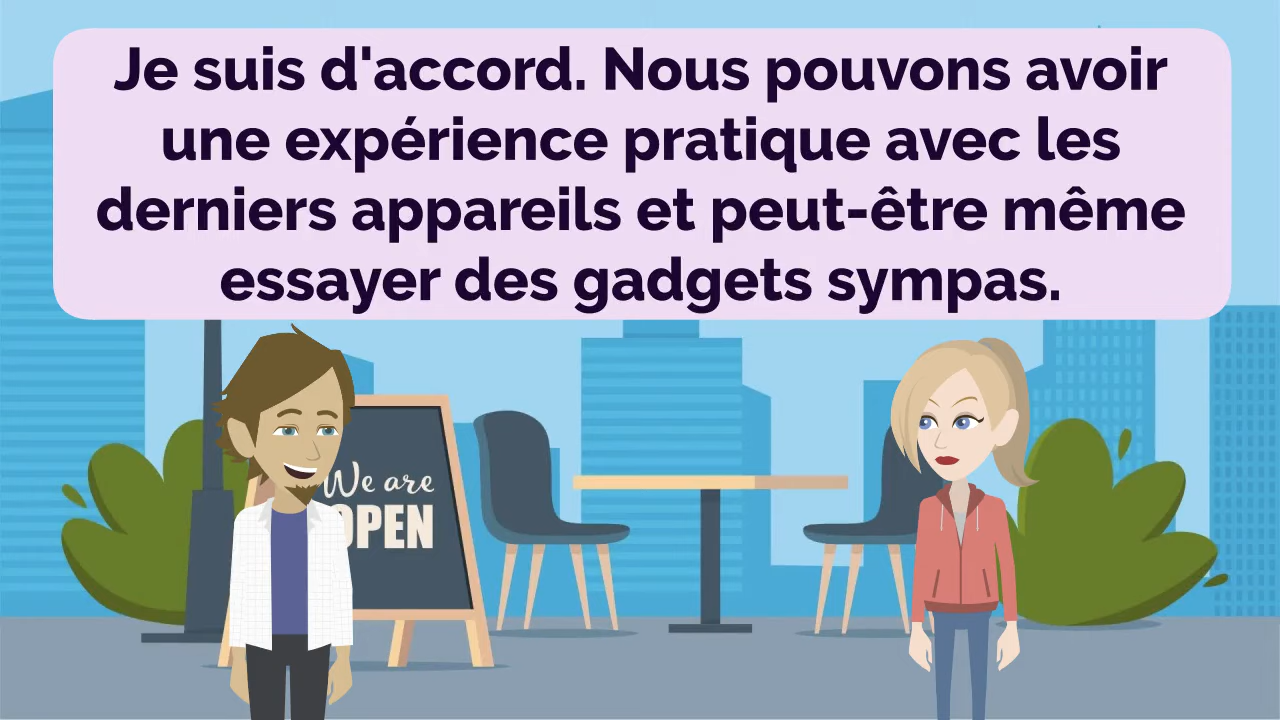 Je suis d'accord. Nous pouvons avoir
une expérience pratique avec les
derniers appareils et peut-être même
essayer des gadgets sympas.
We are
OPEN